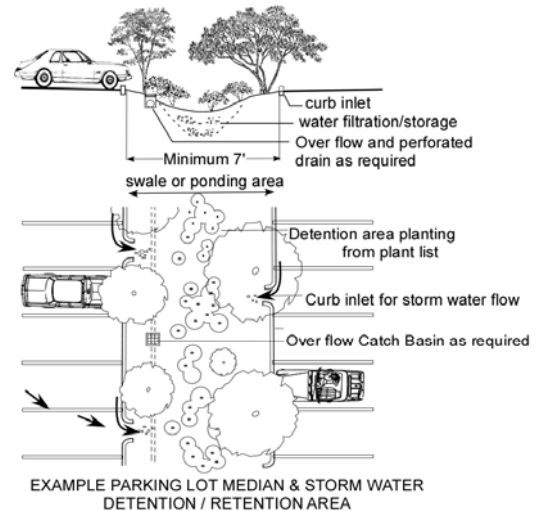 curb inlet
water filtration/storage
Over flow and perforated
drain as required
Minimum 7'
swale or ponding area
Detention area planting
from plant list
Curb inlet for storm water flow
Over flow Catch Basin as required
EXAMPLE PARKING LOT MEDIAN & STORM WATER
DETENTION / RETENTION AREA